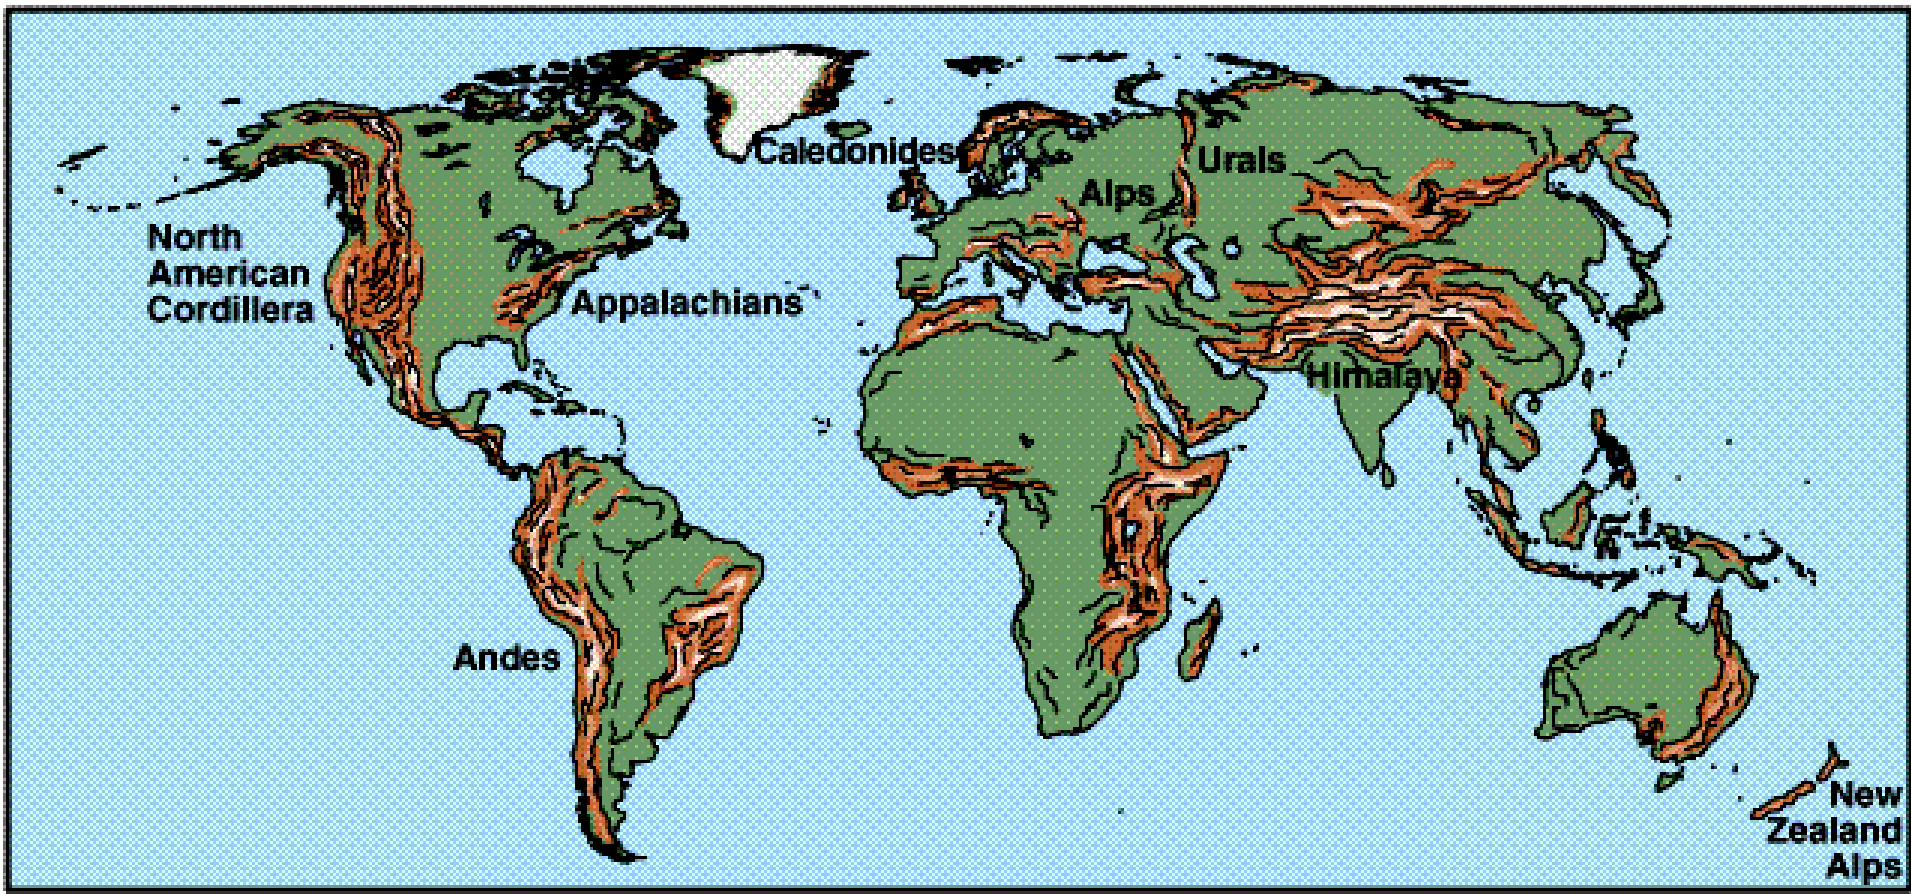 Caledonides
Urals
Alps
North
American
Cordillera
Appalachians
Himalaya
Andes
New
Zealand
Alps